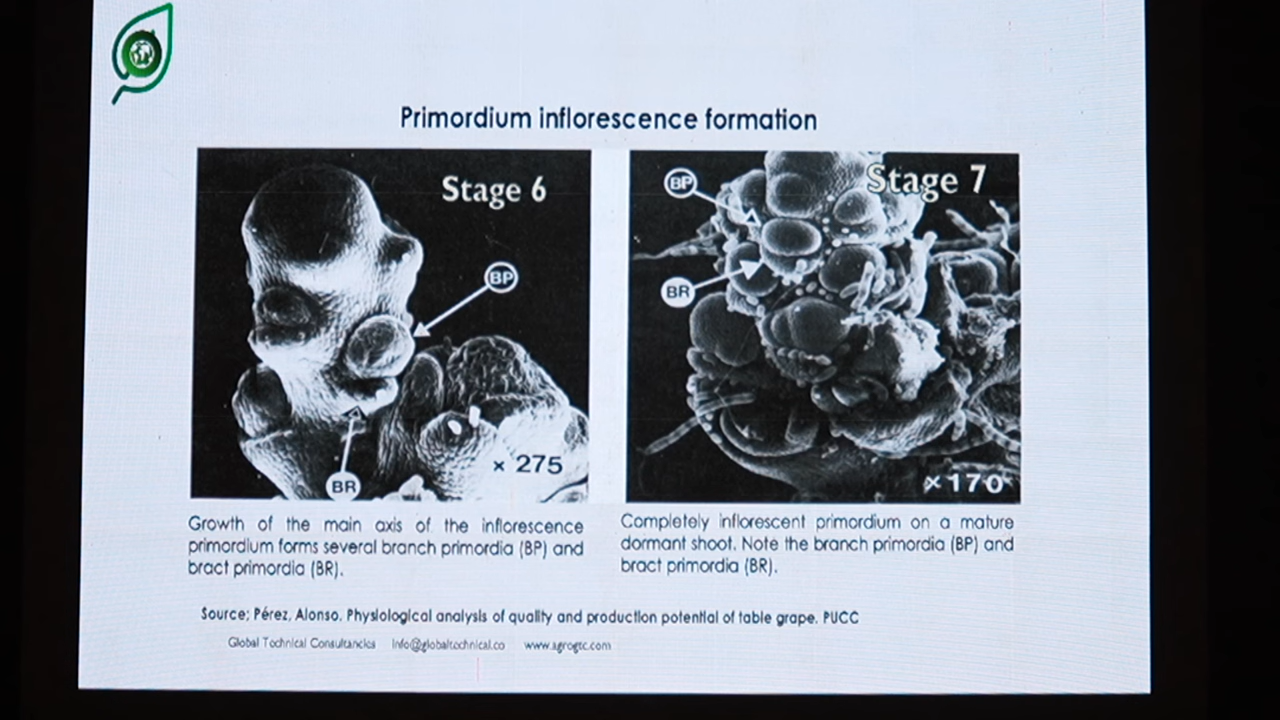 Primordium inflorescence formation
Stage 6
BP
BR
× 275
Stage 7
BP
BR
×170
Growth of the main axis of the inflorescence
primordium forms several branch primordia (BP) and
bract primordia (BR).
Completely inflorescent primordium on a mature
dormant shoot. Note the branch primordia (BP) and
bract primordia (BR).
Source: Pérez, Alonso. Physiological analysis of quality and production potential of table grape. PUCC
Global Technical Consultancies info@globaltechnical.co www.agrogtc.com